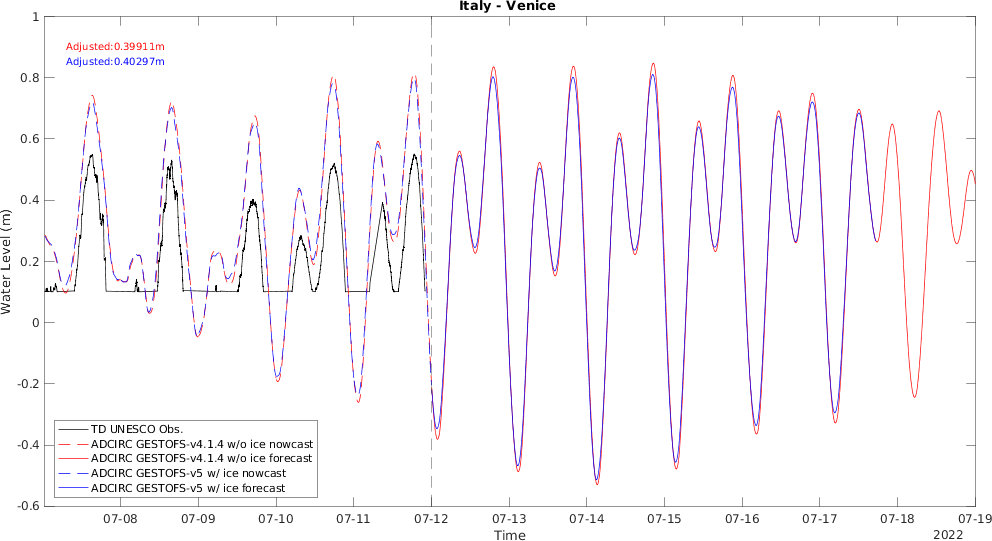 Italy - Venice
Adjusted:0.39911m
Adjusted:0.40297m
1
0.8
0.6
0.4
0.2
0
-0.2
-0.4
-0.6
Water Level (m)
TD UNESCO Obs.
ADCIRC GESTOFS-v4.1.4 w/o ice nowcast
ADCIRC GESTOFS-v4.1.4 w/o ice forecast
ADCIRC GESTOFS-v5 w/ ice nowcast
ADCIRC GESTOFS-v5 w/ ice forecast
07-08 07-09 07-10 07-11 07-12 07-13 07-14 07-15 07-16 07-17 07-18 07-19
Time
2022